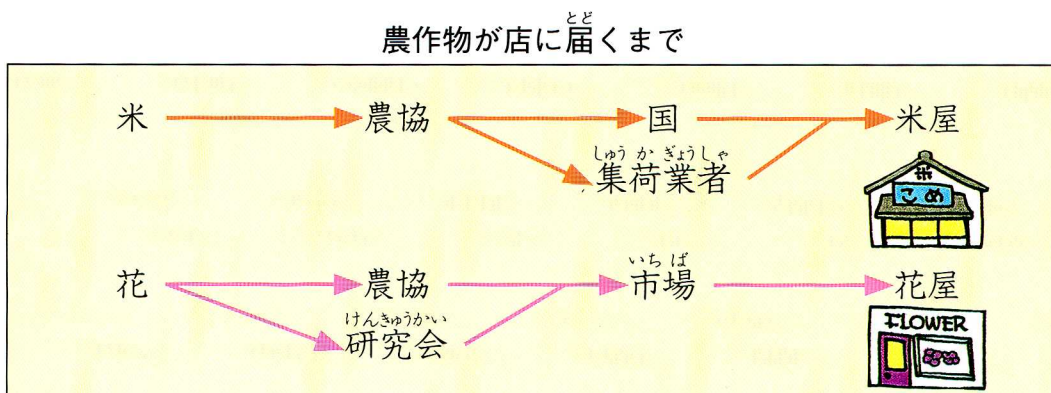 農作物が店に届くまで
とど
米 農協 国 米屋
しゅうかぎょうしゃ
集荷業者
米
こめ
いちば
花 農協 市場 花屋
けんきゅうかい
研究会
FLOWER